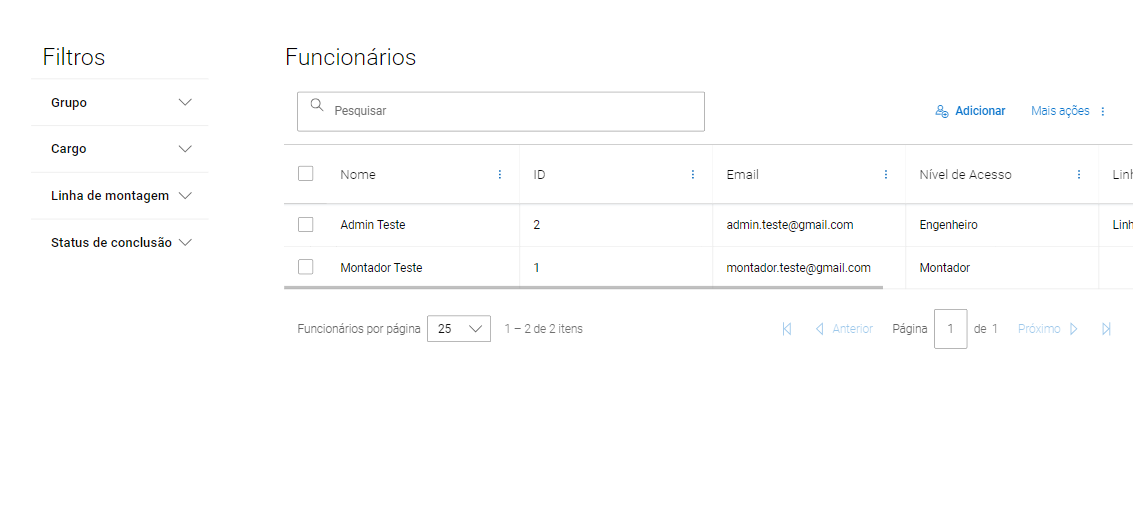 Filtros
Grupo
Cargo
Linha de montagem
Status de conclusão
Funcionários
Pesquisar
Adicionar Mais ações
Nome ID Email Nível de Acesso Linh
Admin Teste 2 admin.teste@gmail.com Engenheiro Linh
Montador Teste 1 montador.teste@gmail.com Montador
Funcionários por página 25 1 – 2 de 2 itens Anterior Página 1 de 1 Próximo